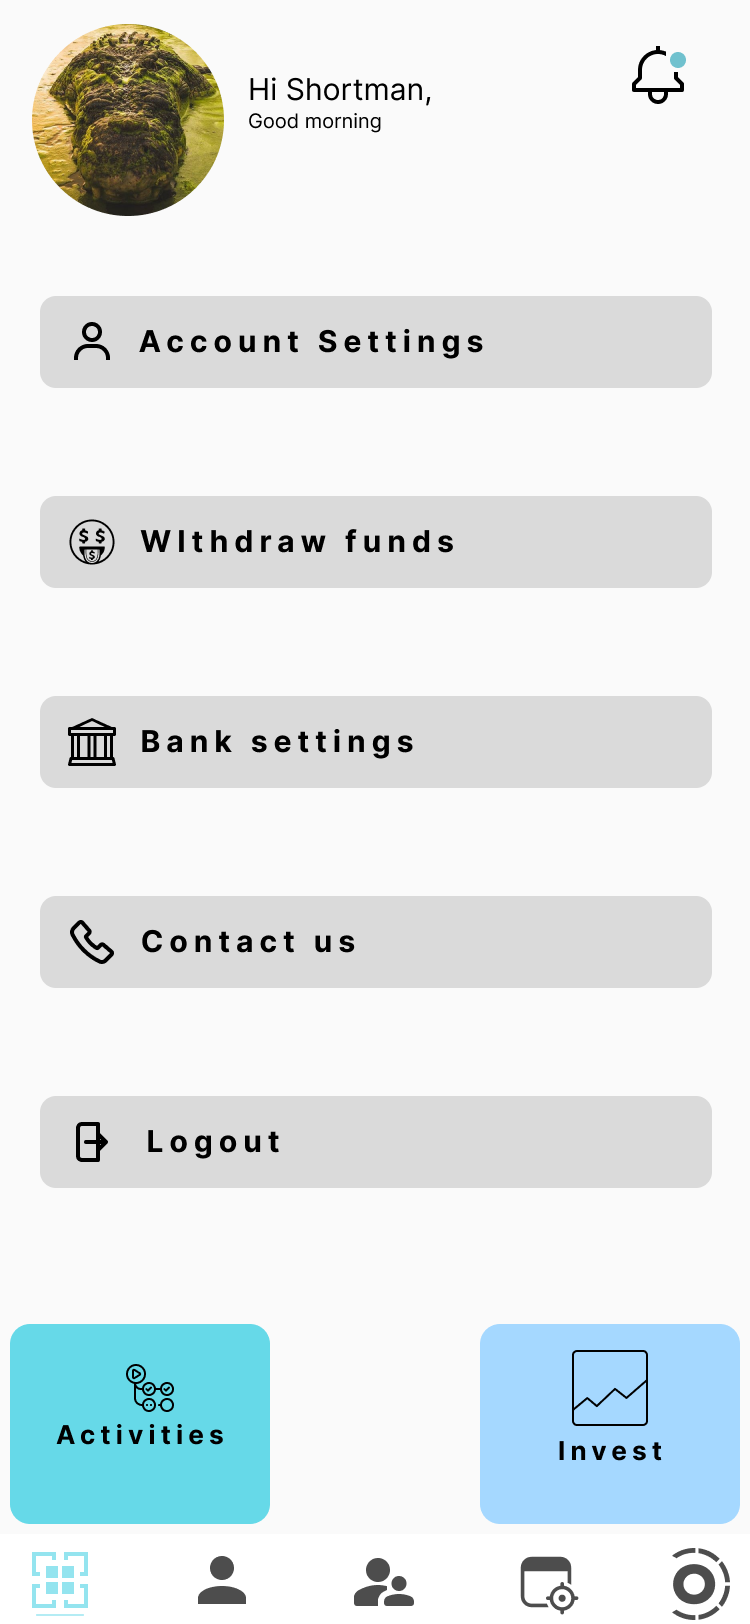 Hi Shortman,
Good morning
Account Settings
WIthdraw funds
$ $
$
Bank settings
Contact us
Logout
Activities
Invest